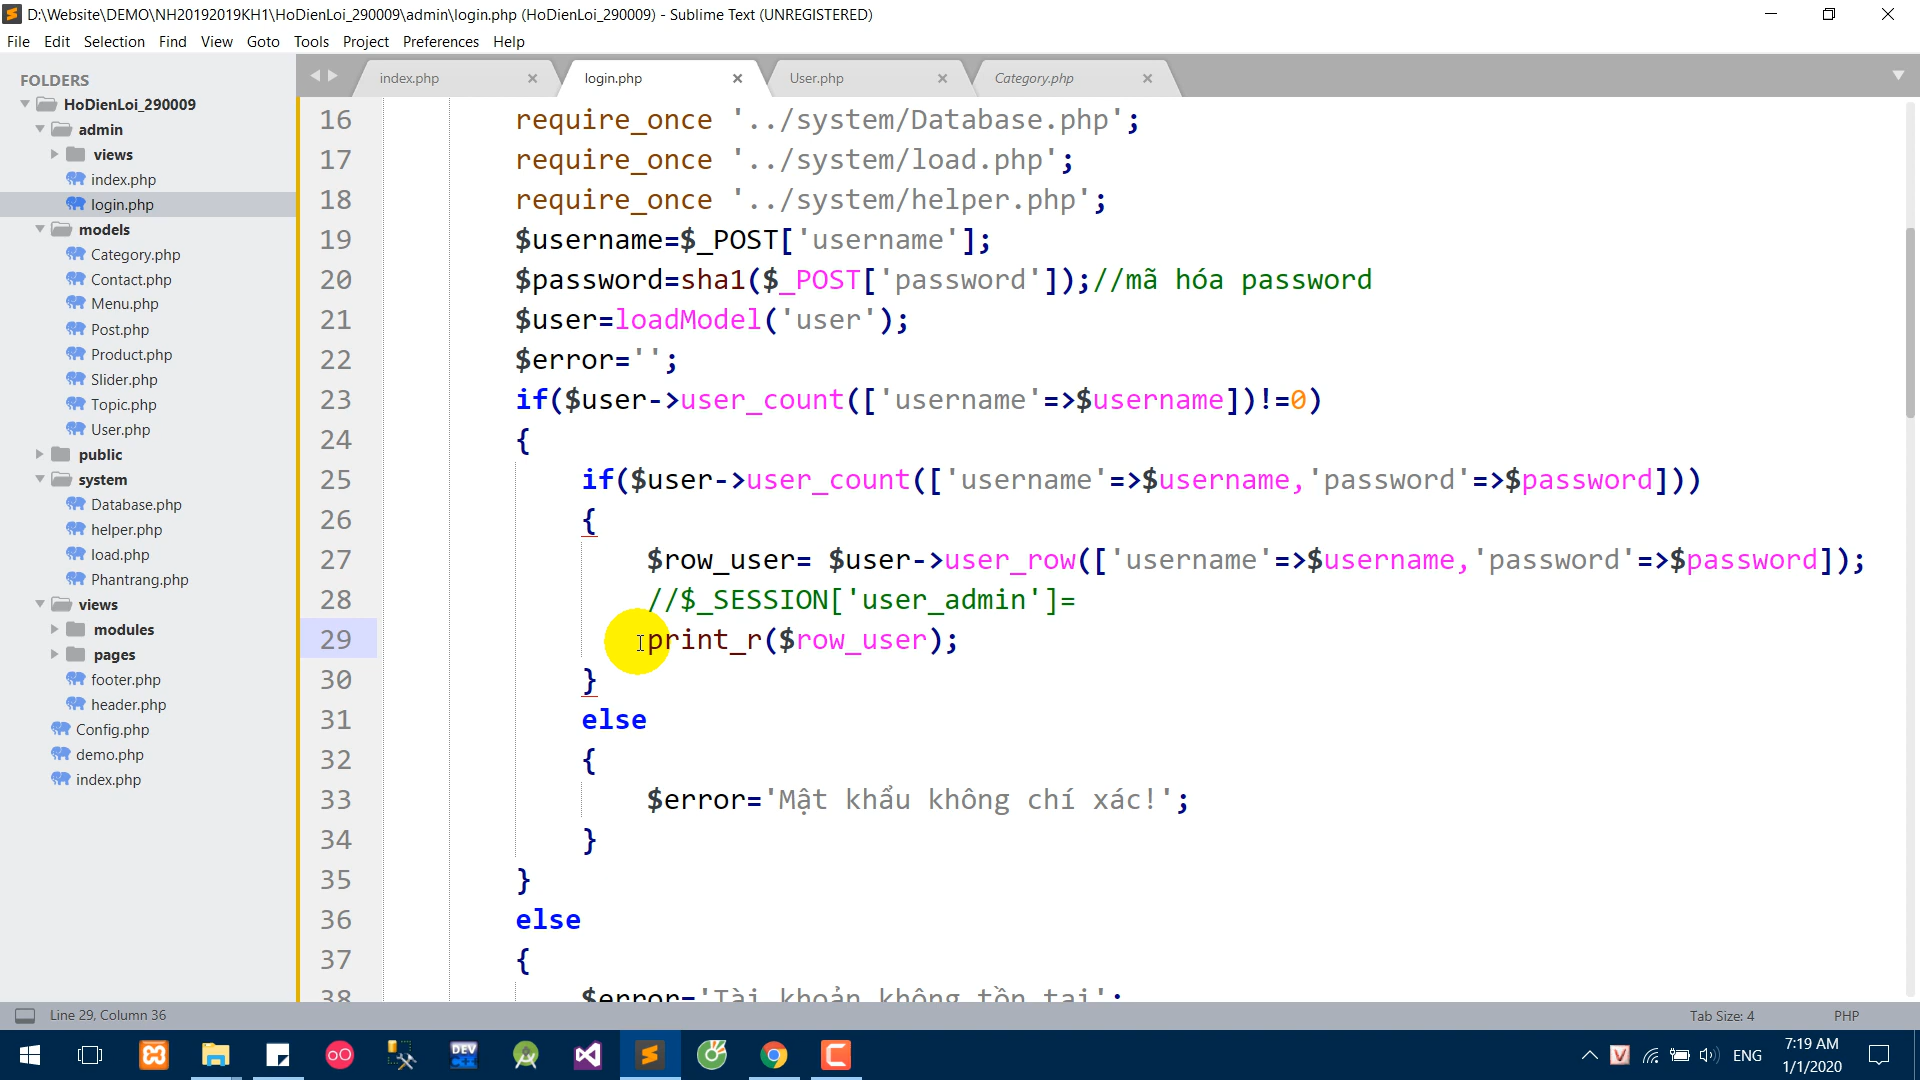 D:\Website\DEMO\NH20192019KH1\HoDienLoi_290009\admin\login.php (HoDienLoi_290009) - Sublime Text (UNREGISTERED)
File Edit Selection Find View Goto Tools Project Preferences Help
FOLDERS
HoDienLoi_290009
admin
views
index.php
login.php
models
Category.php
Contact.php
Menu.php
Post.php
Product.php
Slider.php
Topic.php
User.php
public
system
Database.php
helper.php
load.php
Phantrang.php
views
modules
pages
footer.php
header.php
Config.php
demo.php
index.php
index.php login.php User.php Category.php
16 require_once '../system/Database.php';
17 require_once '../system/load.php';
18 require_once '../system/helper.php';
19 $username=$_POST['username'];
20 $password=sha1($_POST['password']);//mã hóa password
21 $user=loadModel('user');
22 $error='';
23 if($user->user_count(['username'=>$username])!=0)
24 {
25 if($user->user_count(['username'=>$username,'password'=>$password]))
26 {
27 $row_user= $user->user_row(['username'=>$username,'password'=>$password]);
28 //$_SESSION['user_admin']=
29 print_r($row_user);
30 }
31 else
32 {
33 $error='Mật khẩu không chí xác!';
34 }
35 }
36 else
37 {
38 $error='Tài khoản không tồn tại';
Line 29, Column 36 Tab Size: 4 PHP
DEV
ENG
7:19 AM
1/1/2020